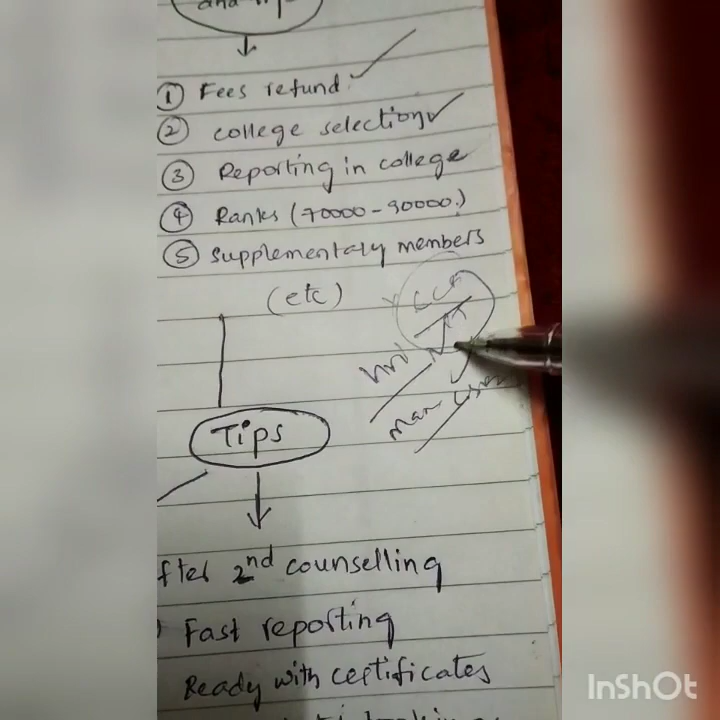 and
① Fees refund
② college selection
③ Reporting in college
④ Ranks (70000-90000.)
⑤ supplementary members
(etc)
Tips
fter 2nd counselling
) Fast reporting
Ready with certificates
InShOt